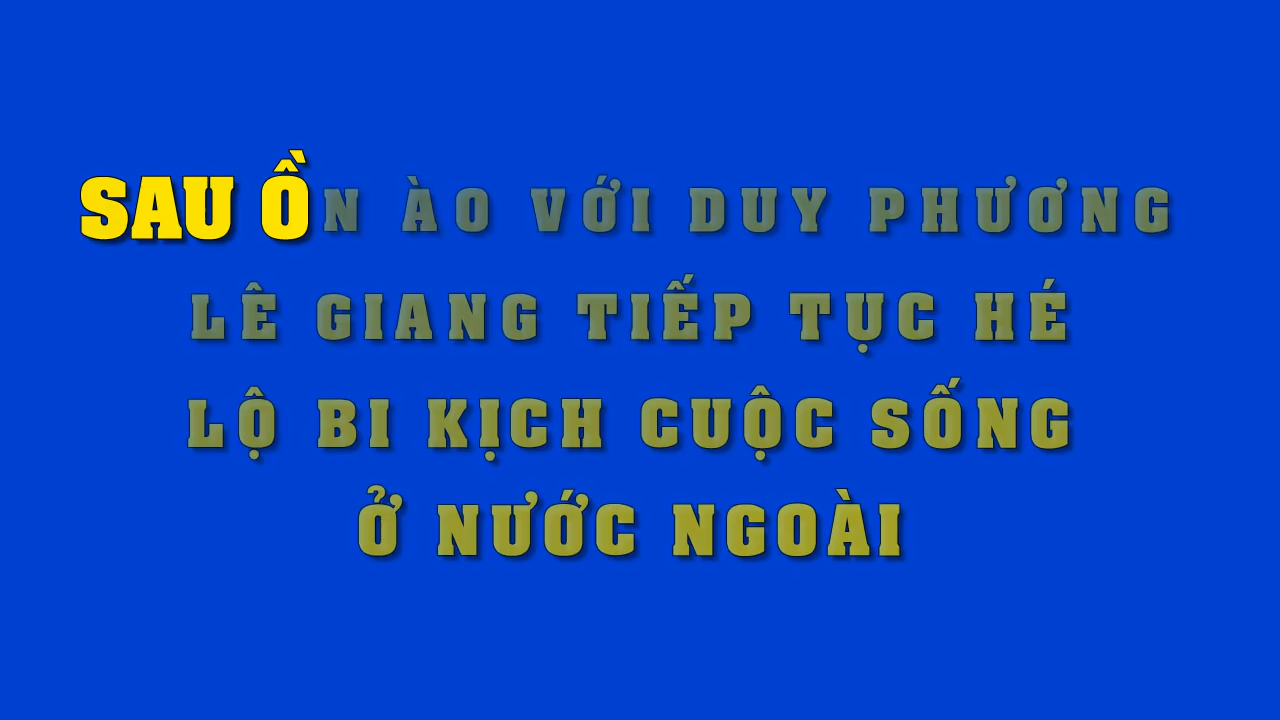 SAU ỒN ÀO VỚI DUY PHƯƠNG
LÊ GIANG TIẾP TỤC HÉ
LỘ BI KỊCH CUỘC SỐNG
Ở NƯỚC NGOÀI